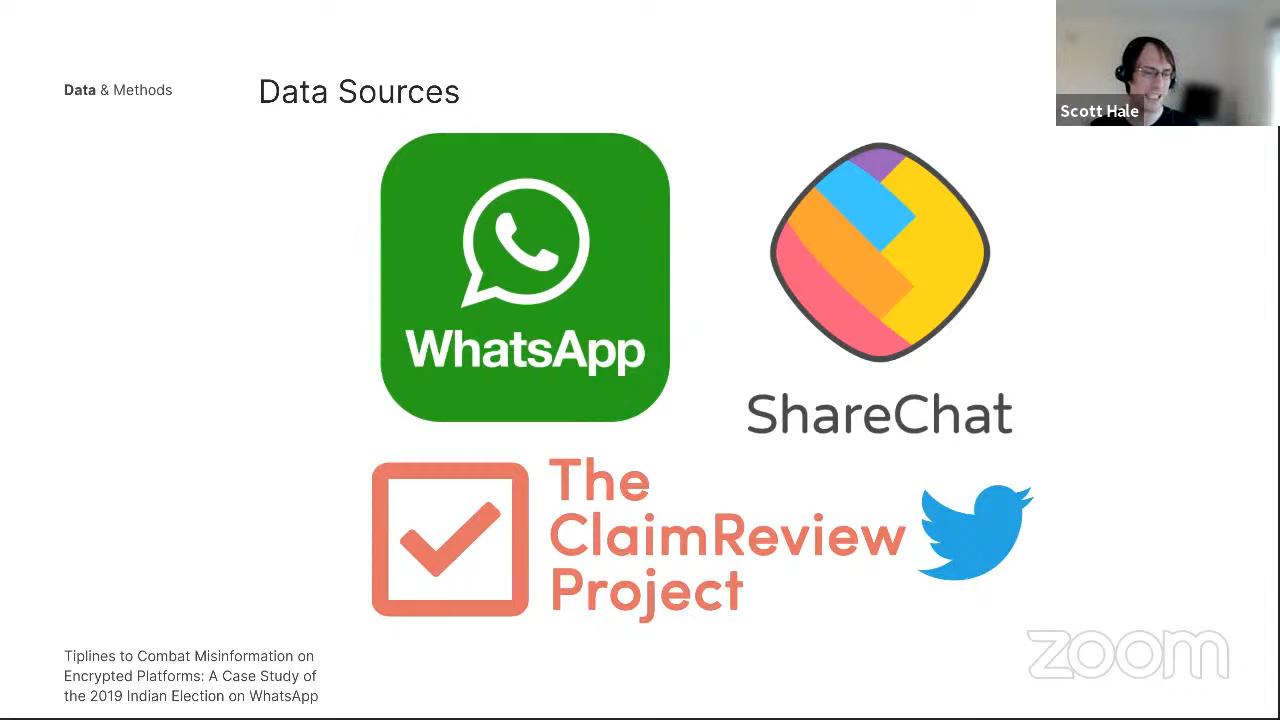 Data & Methods
Data Sources
Scott Hale
WhatsApp
ShareChat
The
ClaimReview
Project
Tiplines to Combat Misinformation on
Encrypted Platforms: A Case Study of
the 2019 Indian Election on WhatsApp
zoom